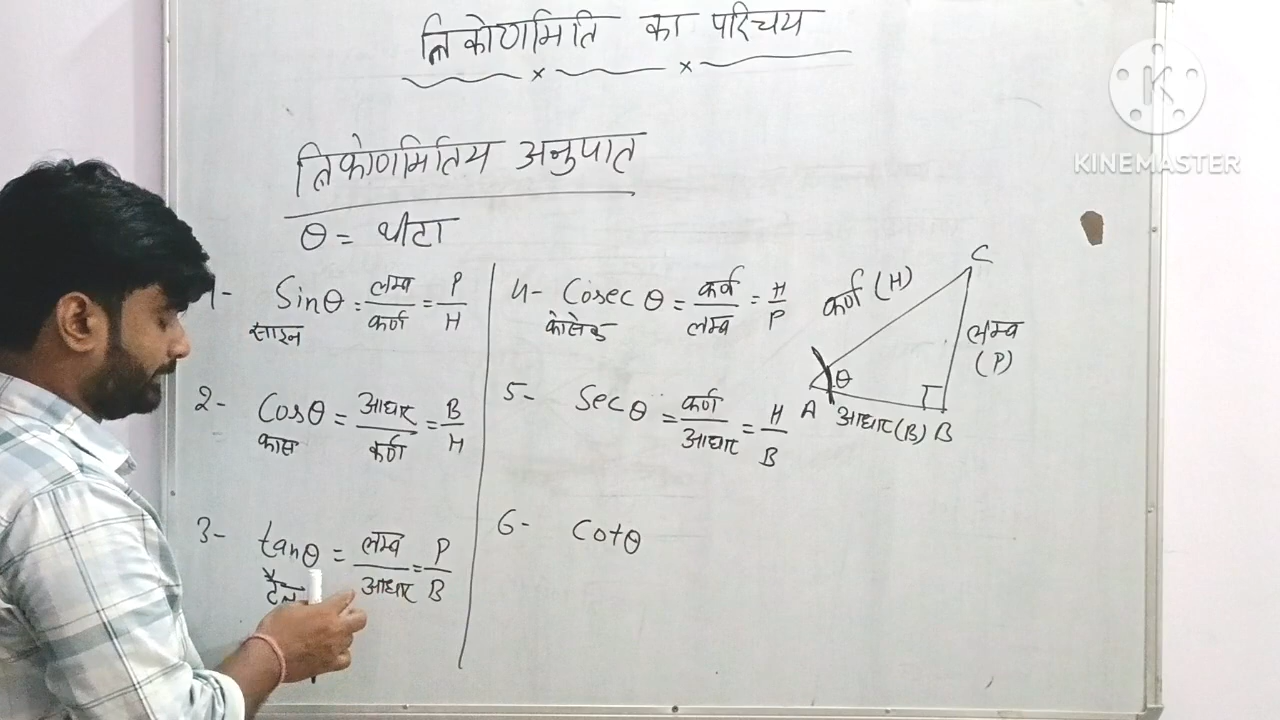 त्रिकोणमिति का परिचय
त्रिकोणमितिय अनुपात
θ = थीटा
1- Sinθ = लम्ब/कर्ण = P/H
साइन
2- Cosθ = आधार/कर्ण = B/H
कास
3- tanθ = लम्ब/आधार = P/B
टैन
4- Cosec θ = कर्ण/लम्ब = H/P
कोसेक
5- Sec θ = कर्ण/आधार = H/B
6- Cotθ
C
कर्ण (H)
लम्ब
(P)
θ
A आधार (B) B
K
KINEMASTER